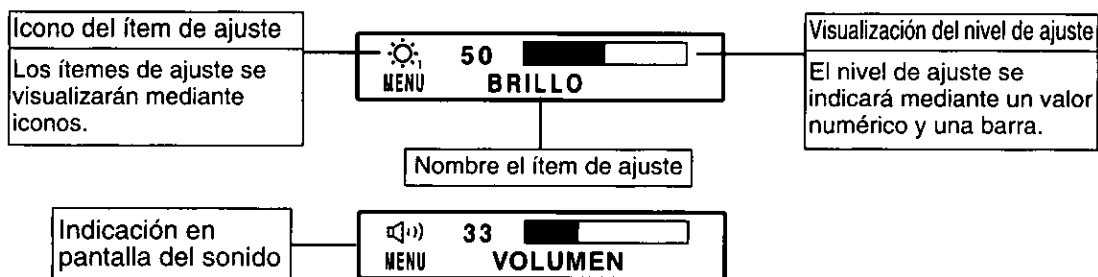 Icono del ítem de ajuste
Los ítemes de ajuste se
visualizarán mediante
iconos.
50
MENU BRILLO
Visualización del nivel de ajuste
El nivel de ajuste se
indicará mediante un valor
numérico y una barra.
Nombre el ítem de ajuste
Indicación en
pantalla del sonido
33
MENU VOLUMEN